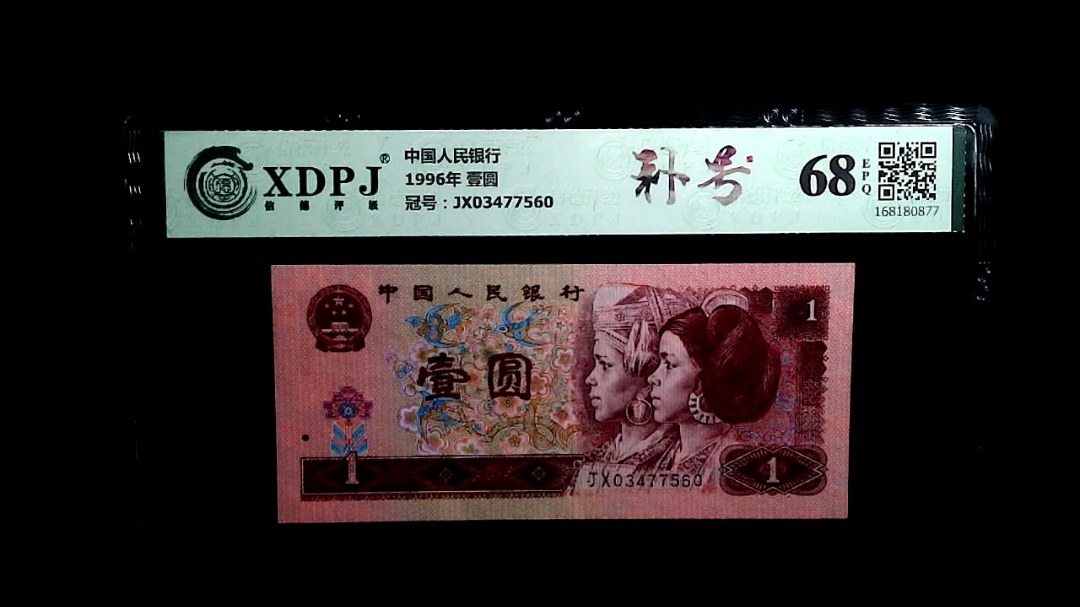 XDPJ®
信德评级
中国人民银行
1996年 壹圆
冠号：JX03477560
补号
68
EPQ
168180877
中国人民银行
1
壹圆
1
JX03477560
1